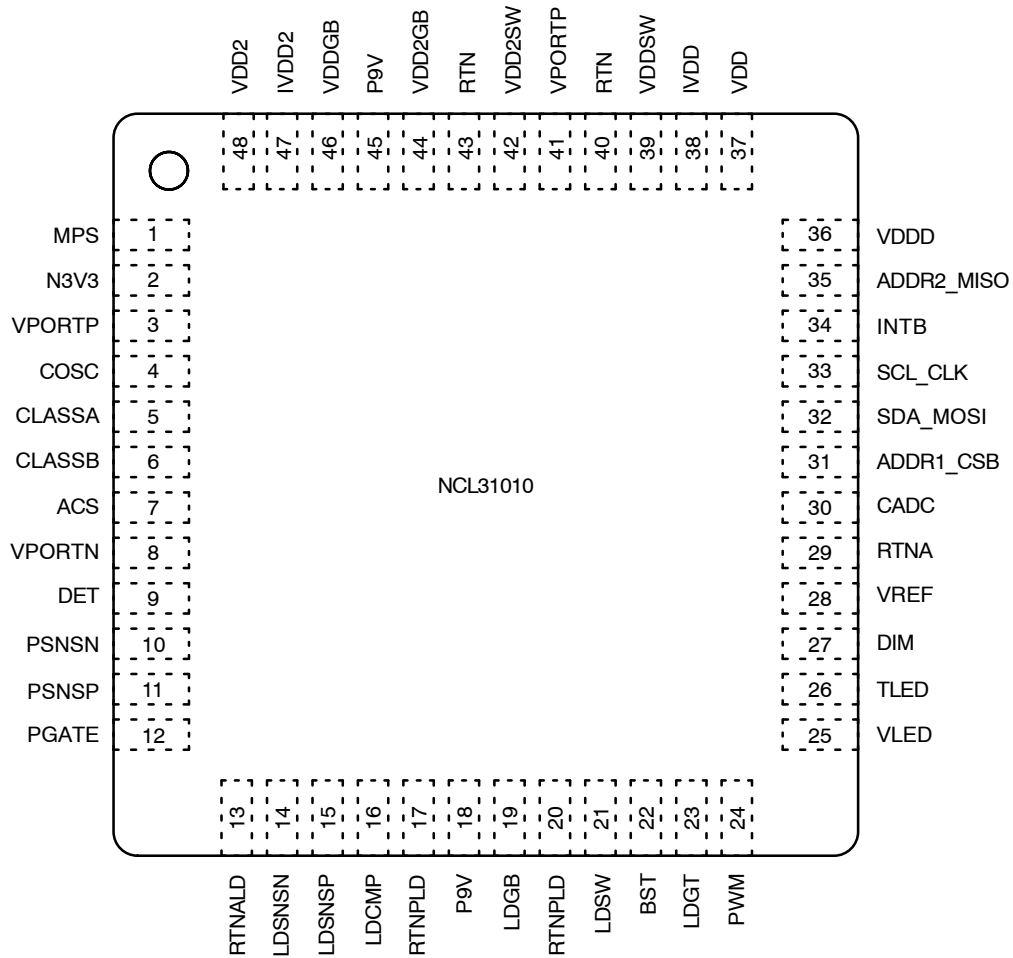 VDD2 IVDD2 VDDGB P9V VDD2GB RTN VDD2SW VPORTP RTN VDDSW IVDD VDD
48 47 46 45 44 43 42 41 40 39 38 37
MPS 1 36 VDDD
N3V3 2 35 ADDR2_MISO
VPORTP 3 34 INTB
COSC 4 33 SCL_CLK
CLASSA 5 32 SDA_MOSI
CLASSB 6 31 ADDR1_CSB
NCL31010
ACS 7 30 CADC
VPORTN 8 29 RTNA
DET 9 28 VREF
PSNSN 10 27 DIM
PSNSP 11 26 TLED
PGATE 12 25 VLED
13 14 15 16 17 18 19 20 21 22 23 24
RTNALD LDSNSN LDSNSP LDCMP RTNPLD P9V LDGB RTNPLD LDSW BST LDGT PWM